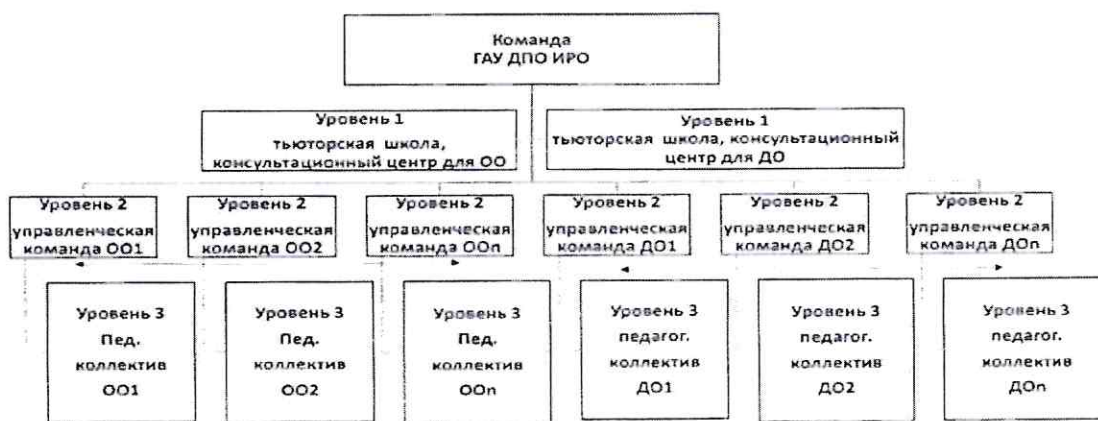 Команда
ГАУ ДПО ИРО
Уровень 1
тьюторская школа,
консультационный центр для ОО
Уровень 1
тьюторская школа, консультационный
центр для ДО
Уровень 2
управленческая
команда ОО1
Уровень 2
управленческая
команда ОО2
Уровень 2
управленческая
команда ООn
Уровень 2
управленческая
команда ДО1
Уровень 2
управленческая
команда ДО2
Уровень 2
управленческая
команда ДОn
Уровень 3
Пед.
коллектив
ОО1
Уровень 3
Пед.
коллектив
ОО2
Уровень 3
Пед.
коллектив
ООn
Уровень 3
педагог.
коллектив
ДО1
Уровень 3
педагог.
коллектив
ДО2
Уровень 3
педагог.
коллектив
ДОn